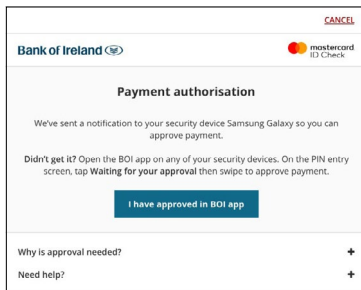 CANCEL
Bank of Ireland
mastercard
ID Check
Payment authorisation
We've sent a notification to your security device Samsung Galaxy so you can
approve payment.
Didn't get it? Open the BOI app on any of your security devices. On the PIN entry
screen, tap Waiting for your approval then swipe to approve payment.
I have approved in BOI app
Why is approval needed?
+
Need help?
+